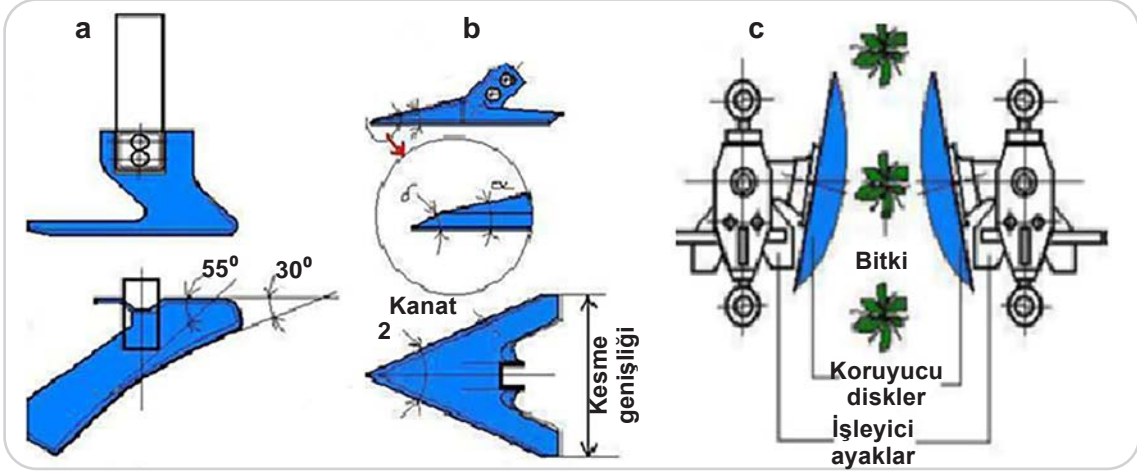 a
b
c
55⁰
30⁰
α
Kanat
2
Kesme
genişliği
Bitki
Koruyucu
diskler
İşleyici
ayaklar